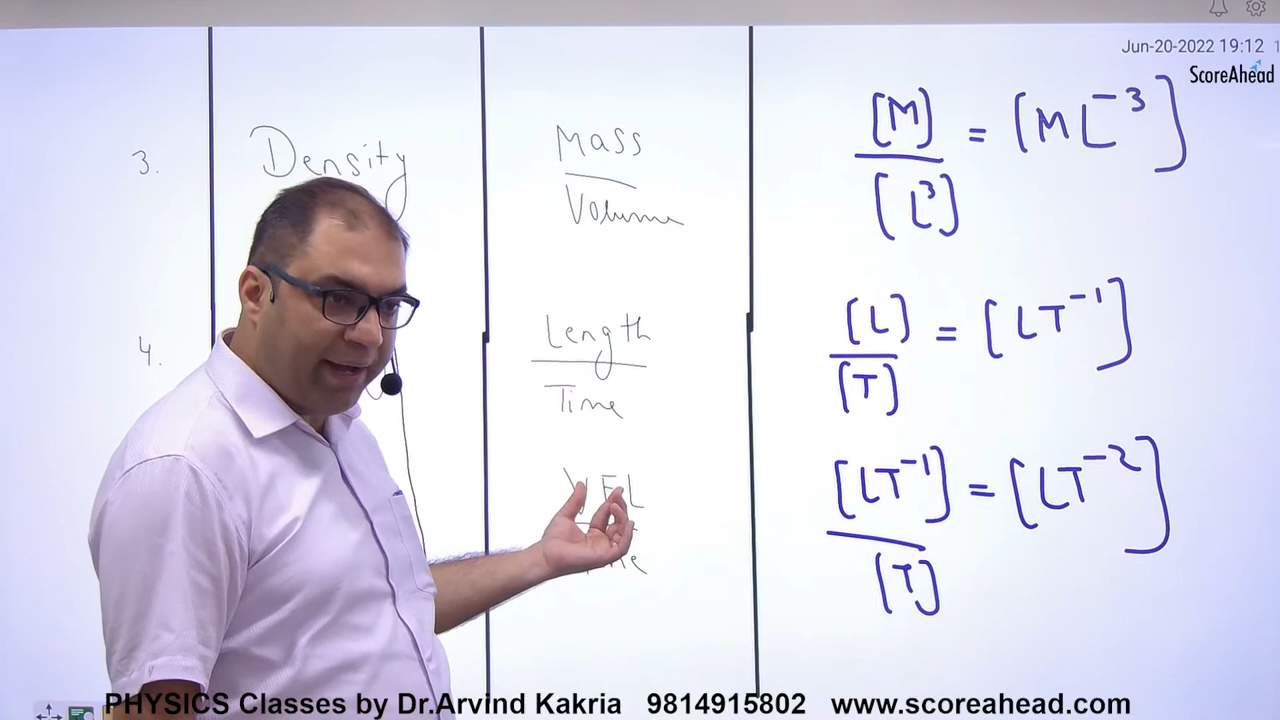 Jun-20-2022 19:12
ScoreAhead
3. Density Mass / Volume [M] / [L³] = [ML⁻³]
4. Length / Time [L] / [T] = [LT⁻¹]
VEL [LT⁻¹] / [T] = [LT⁻²]
PHYSICS Classes by Dr.Arvind Kakria 9814915802 www.scoreahead.com